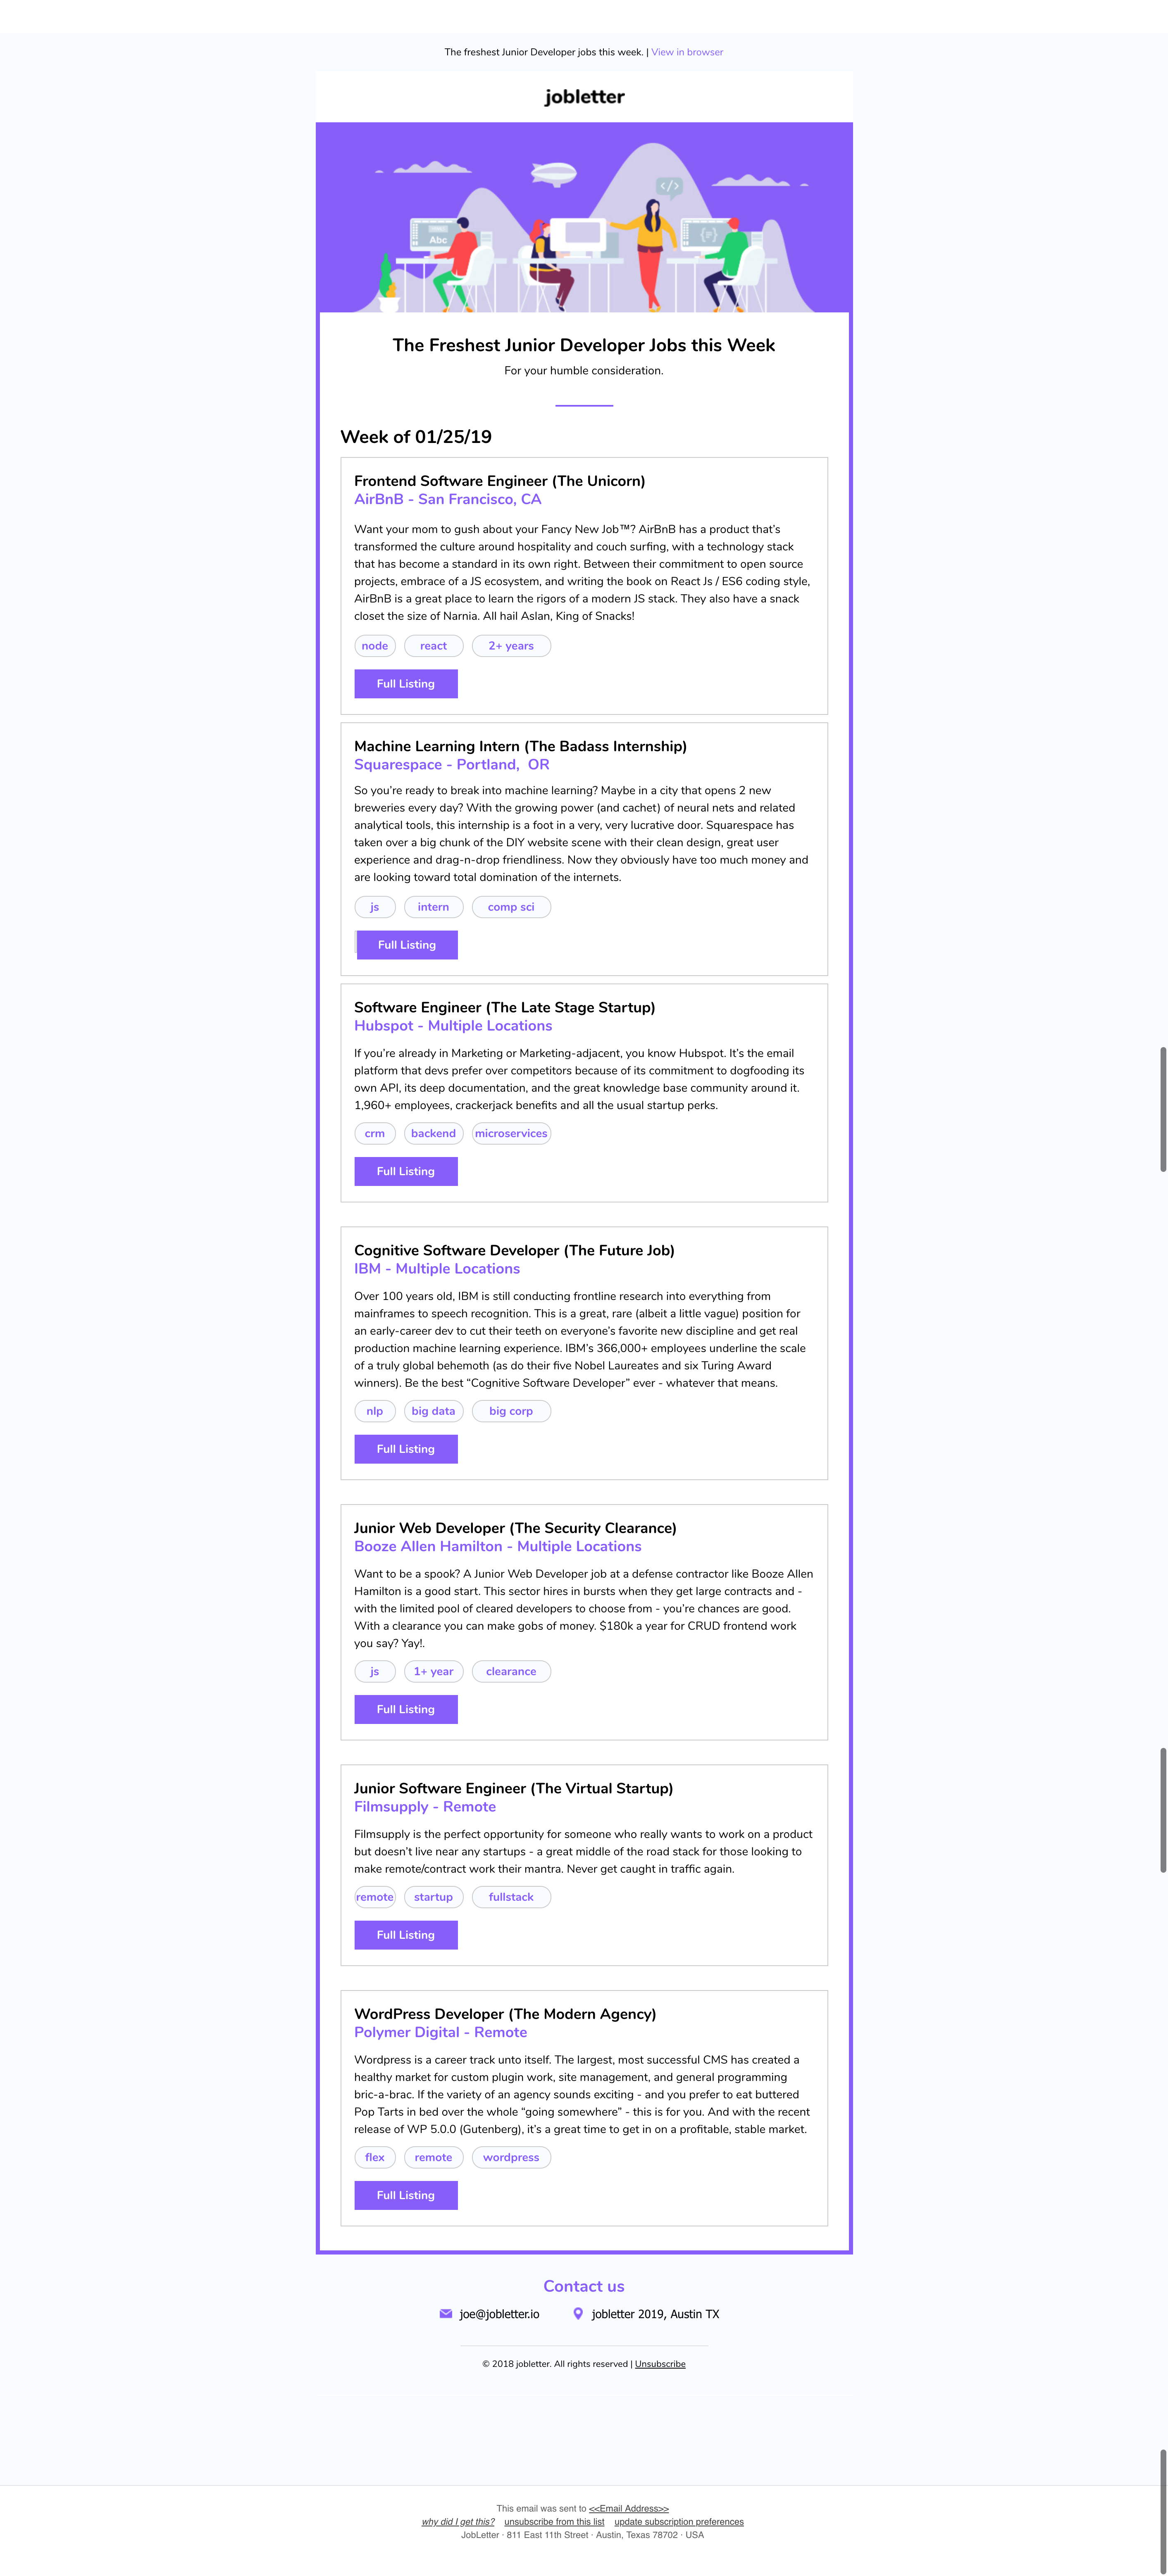 The freshest Junior Developer jobs this week. | View in browser
jobletter
</>
Abc
{≡}
The Freshest Junior Developer Jobs this Week
For your humble consideration.
Week of 01/25/19
Frontend Software Engineer (The Unicorn)
AirBnB - San Francisco, CA
Want your mom to gush about your Fancy New Job™? AirBnB has a product that’s
transformed the culture around hospitality and couch surfing, with a technology stack
that has become a standard in its own right. Between their commitment to open source
projects, embrace of a JS ecosystem, and writing the book on React Js / ES6 coding style,
AirBnB is a great place to learn the rigors of a modern JS stack. They also have a snack
closet the size of Narnia. All hail Aslan, King of Snacks!
node react 2+ years
Full Listing
Machine Learning Intern (The Badass Internship)
Squarespace - Portland,  OR
So you’re ready to break into machine learning? Maybe in a city that opens 2 new
breweries every day? With the growing power (and cachet) of neural nets and related
analytical tools, this internship is a foot in a very, very lucrative door. Squarespace has
taken over a big chunk of the DIY website scene with their clean design, great user
experience and drag-n-drop friendliness. Now they obviously have too much money and
are looking toward total domination of the internets.
js intern comp sci
Full Listing
Software Engineer (The Late Stage Startup)
Hubspot - Multiple Locations
If you’re already in Marketing or Marketing-adjacent, you know Hubspot. It’s the email
platform that devs prefer over competitors because of its commitment to dogfooding its
own API, its deep documentation, and the great knowledge base community around it.
1,960+ employees, crackerjack benefits and all the usual startup perks.
crm backend microservices
Full Listing
Cognitive Software Developer (The Future Job)
IBM - Multiple Locations
Over 100 years old, IBM is still conducting frontline research into everything from
mainframes to speech recognition. This is a great, rare (albeit a little vague) position for
an early-career dev to cut their teeth on everyone’s favorite new discipline and get real
production machine learning experience. IBM’s 366,000+ employees underline the scale
of a truly global behemoth (as do their five Nobel Laureates and six Turing Award
winners). Be the best “Cognitive Software Developer” ever - whatever that means.
nlp big data big corp
Full Listing
Junior Web Developer (The Security Clearance)
Booze Allen Hamilton - Multiple Locations
Want to be a spook? A Junior Web Developer job at a defense contractor like Booze Allen
Hamilton is a good start. This sector hires in bursts when they get large contracts and -
with the limited pool of cleared developers to choose from - you’re chances are good.
With a clearance you can make gobs of money. $180k a year for CRUD frontend work
you say? Yay!.
js 1+ year clearance
Full Listing
Junior Software Engineer (The Virtual Startup)
Filmsupply - Remote
Filmsupply is the perfect opportunity for someone who really wants to work on a product
but doesn’t live near any startups - a great middle of the road stack for those looking to
make remote/contract work their mantra. Never get caught in traffic again.
remote startup fullstack
Full Listing
WordPress Developer (The Modern Agency)
Polymer Digital - Remote
Wordpress is a career track unto itself. The largest, most successful CMS has created a
healthy market for custom plugin work, site management, and general programming
bric-a-brac. If the variety of an agency sounds exciting - and you prefer to eat buttered
Pop Tarts in bed over the whole “going somewhere” - this is for you. And with the recent
release of WP 5.0.0 (Gutenberg), it’s a great time to get in on a profitable, stable market.
flex remote wordpress
Full Listing
Contact us
joe@jobletter.io jobletter 2019, Austin TX
© 2018 jobletter. All rights reserved | Unsubscribe
This email was sent to <<Email Address>>
why did I get this? unsubscribe from this list update subscription preferences
JobLetter · 811 East 11th Street · Austin, Texas 78702 · USA